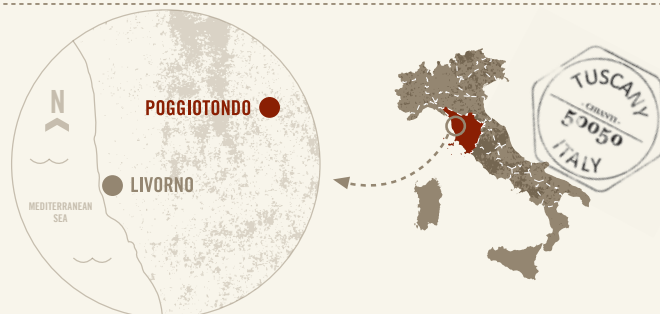 N
POGGIOTONDO
LIVORNO
MEDITERRANEAN
SEA
TUSCANY
- CHIANTI -
50050
ITALY